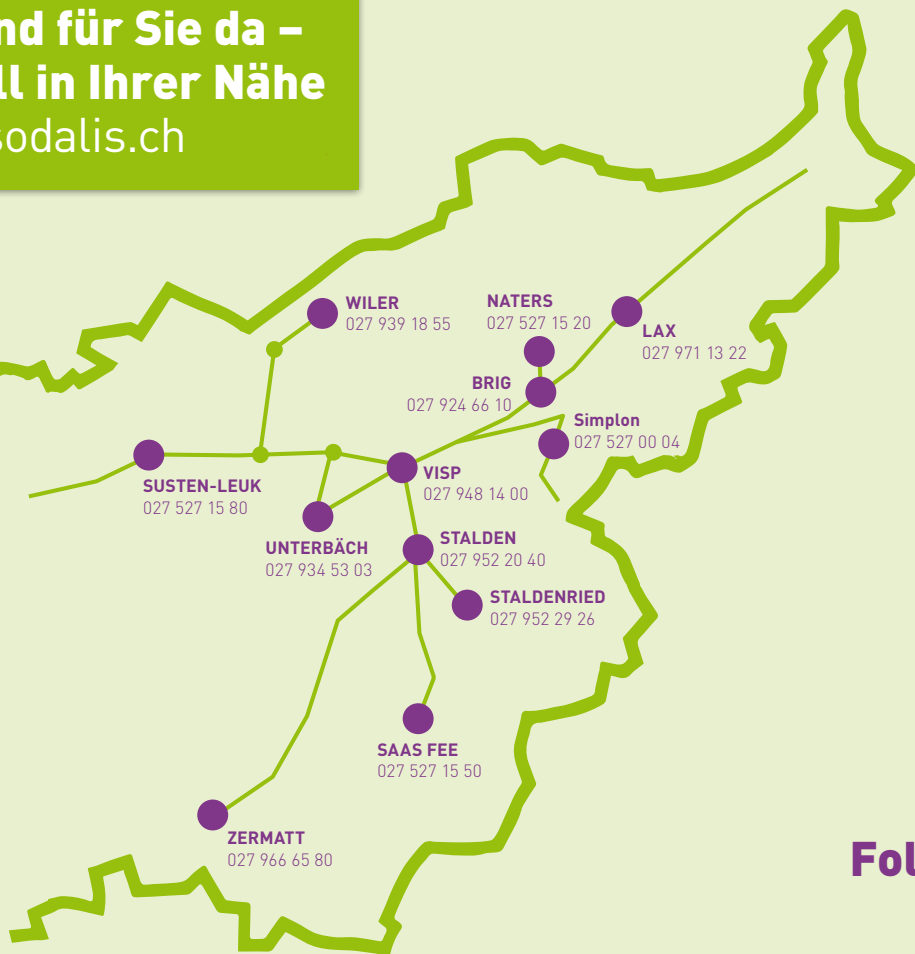 nd für Sie da –
ll in Ihrer Nähe
sodalis.ch
WILER
027 939 18 55
NATERS
027 527 15 20
LAX
027 971 13 22
BRIG
027 924 66 10
Simplon
027 527 00 04
SUSTEN-LEUK
027 527 15 80
VISP
027 948 14 00
UNTERBÄCH
027 934 53 03
STALDEN
027 952 20 40
STALDENRIED
027 952 29 26
SAAS FEE
027 527 15 50
ZERMATT
027 966 65 80
Fol